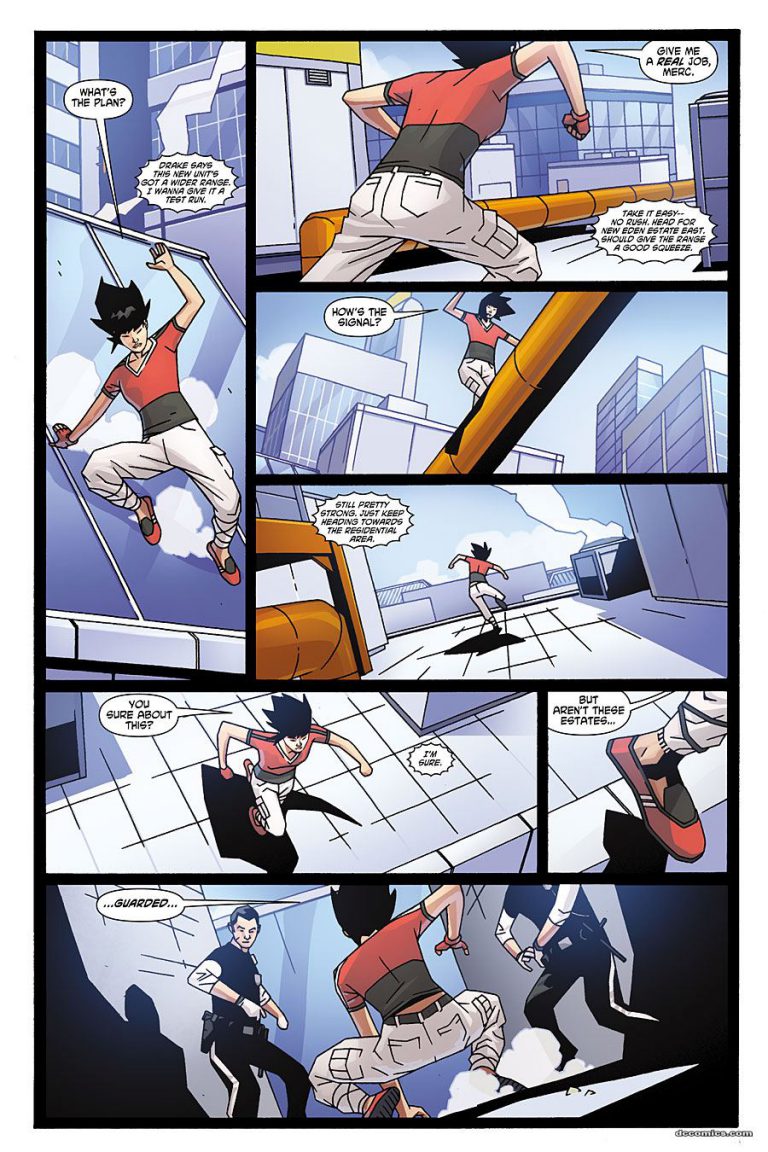 WHAT'S
THE PLAN?
DRAKE SAYS
THIS NEW UNIT'S
GOT A WIDER RANGE.
I WANNA GIVE IT A
TEST RUN.
GIVE ME
A REAL JOB,
MERC.
TAKE IT EASY--
NO RUSH. HEAD FOR
NEW EDEN ESTATE EAST.
SHOULD GIVE THE RANGE
A GOOD SQUEEZE.
HOW'S THE
SIGNAL?
STILL PRETTY
STRONG. JUST KEEP
HEADING TOWARDS
THE RESIDENTIAL
AREA.
YOU
SURE ABOUT
THIS?
I'M
SURE.
BUT
AREN'T THESE
ESTATES...
...GUARDED...
dccomics.com